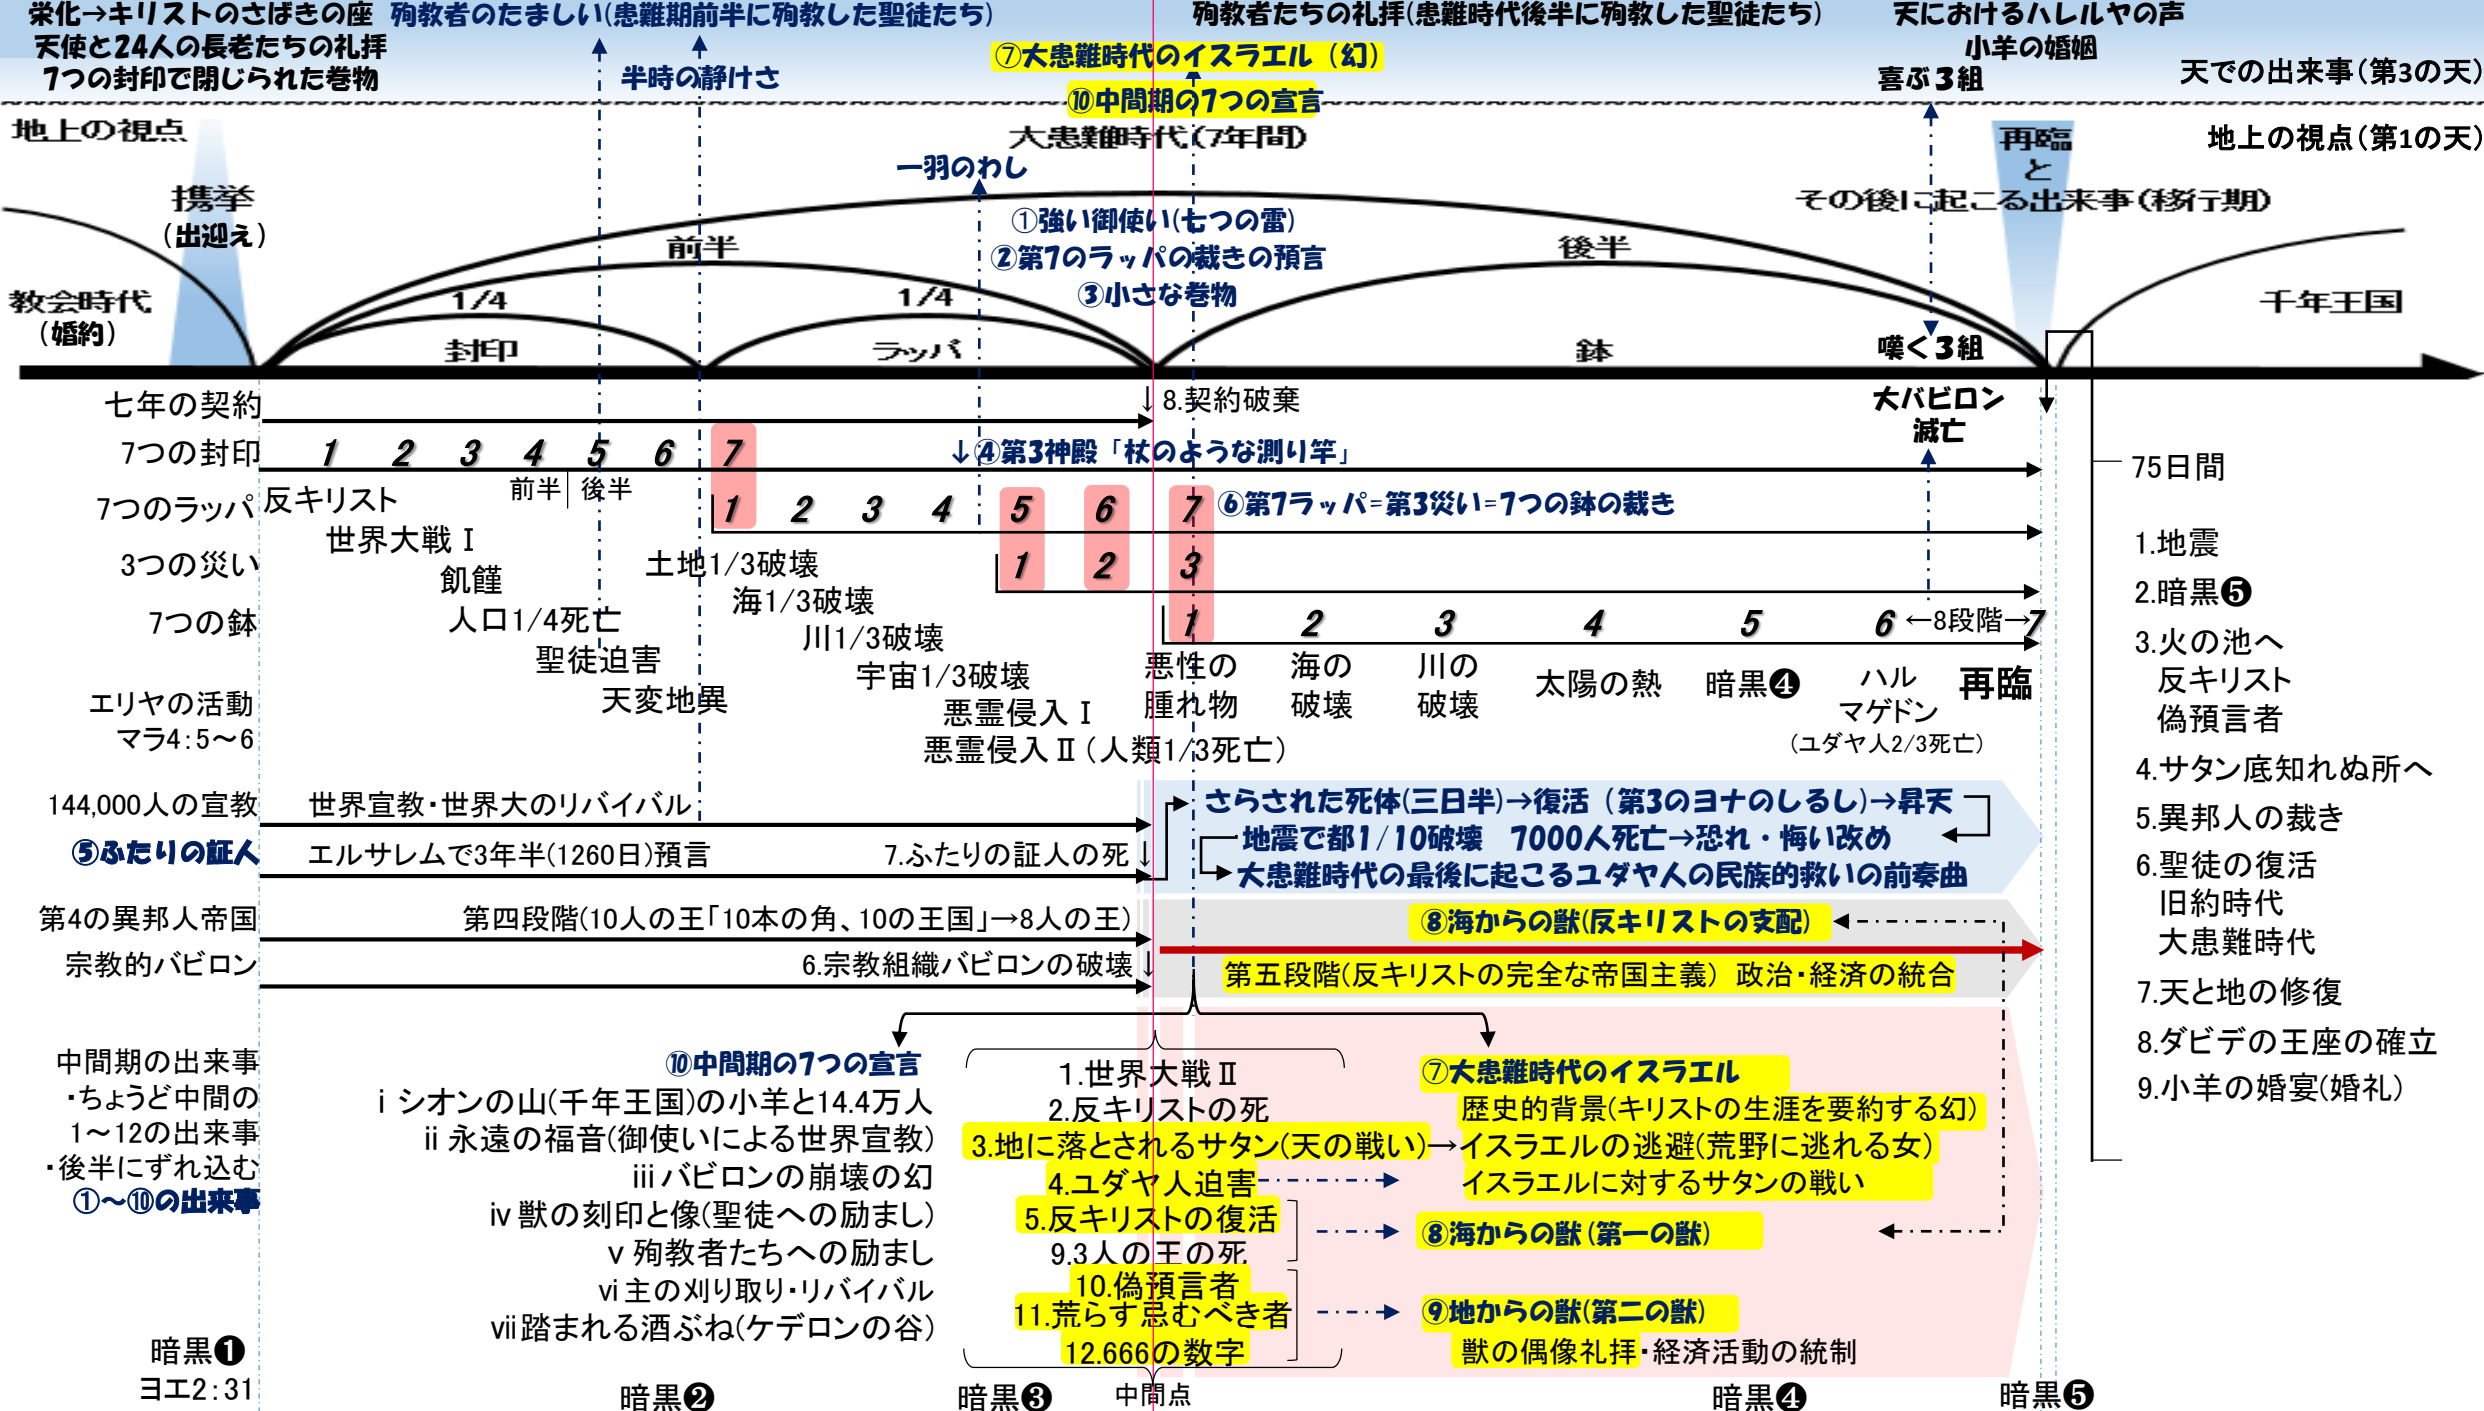 栄化→キリストのさばきの座
天使と24人の長老たちの礼拝
7つの封印で閉じられた巻物
殉教者のたましい(患難期前半に殉教した聖徒たち)
半時の静けさ
殉教者たちの礼拝(患難時代後半に殉教した聖徒たち)
⑦大患難時代のイスラエル（幻）
⑩中間期の7つの宣言
天におけるハレルヤの声
小羊の婚姻
喜ぶ3組
天での出来事(第3の天)
地上の視点
大患難時代(7年間)
地上の視点(第1の天)
携挙
(出迎え)
一羽のわし
再臨
と
その後に起こる出来事(移行期)
①強い御使い(七つの雷)
②第7のラッパの裁きの預言
③小さな巻物
前半
後半
教会時代
(婚約)
1/4
1/4
千年王国
封印
ラッパ
鉢
嘆く3組
七年の契約
↓8.契約破棄
大バビロン
滅亡
7つの封印
1 2 3 4 5 6 7
↓④第3神殿「杖のような測り竿」
前半 後半
7つのラッパ
1 2 3 4 5 6 7
⑥第7ラッパ=第3災い=7つの鉢の裁き
反キリスト
世界大戦Ⅰ
飢饉
人口1/4死亡
聖徒迫害
天変地異
3つの災い
1 2 3
土地1/3破壊
海1/3破壊
川1/3破壊
宇宙1/3破壊
悪霊侵入Ⅰ
悪霊侵入Ⅱ(人類1/3死亡)
7つの鉢
1 2 3 4 5 6 ←8段階→7
悪性の
腫れ物
海の
破壊
川の
破壊
太陽の熱
暗黒❹
ハル
マゲドン
(ユダヤ人2/3死亡)
再臨
エリヤの活動
マラ4:5～6
144,000人の宣教
世界宣教・世界大のリバイバル
さらされた死体(三日半)→復活（第3のヨナのしるし)→昇天
地震で都1/10破壊　7000人死亡→恐れ・悔い改め
大患難時代の最後に起こるユダヤ人の民族的救いの前奏曲
⑤ふたりの証人
エルサレムで3年半(1260日)預言
7.ふたりの証人の死↓
第4の異邦人帝国
第四段階(10人の王「10本の角、10の王国」→8人の王)
⑧海からの獣(反キリストの支配)
宗教的バビロン
6.宗教組織バビロンの破壊↓
第五段階(反キリストの完全な帝国主義) 政治・経済の統合
中間期の出来事
・ちょうど中間の
1～12の出来事
・後半にずれ込む
①～⑩の出来事
⑩中間期の7つの宣言
ⅰシオンの山(千年王国)の小羊と14.4万人
ⅱ永遠の福音(御使いによる世界宣教)
ⅲバビロンの崩壊の幻
ⅳ獣の刻印と像(聖徒への励まし)
ⅴ殉教者たちへの励まし
ⅵ主の刈り取り・リバイバル
ⅶ踏まれる酒ぶね(ケデロンの谷)
1.世界大戦Ⅱ
2.反キリストの死
3.地に落とされるサタン(天の戦い)→
4.ユダヤ人迫害
5.反キリストの復活
9.3人の王の死
10.偽預言者
11.荒らす忌むべき者
12.666の数字
⑦大患難時代のイスラエル
歴史的背景(キリストの生涯を要約する幻)
イスラエルの逃避(荒野に逃れる女)
イスラエルに対するサタンの戦い
⑧海からの獣(第一の獣)
⑨地からの獣(第二の獣)
獣の偶像礼拝・経済活動の統制
暗黒❶
ヨエ2:31
暗黒❷
暗黒❸
中間点
暗黒❹
暗黒❺
75日間
1.地震
2.暗黒❺
3.火の池へ
反キリスト
偽預言者
4.サタン底知れぬ所へ
5.異邦人の裁き
6.聖徒の復活
旧約時代
大患難時代
7.天と地の修復
8.ダビデの王座の確立
9.小羊の婚宴(婚礼)